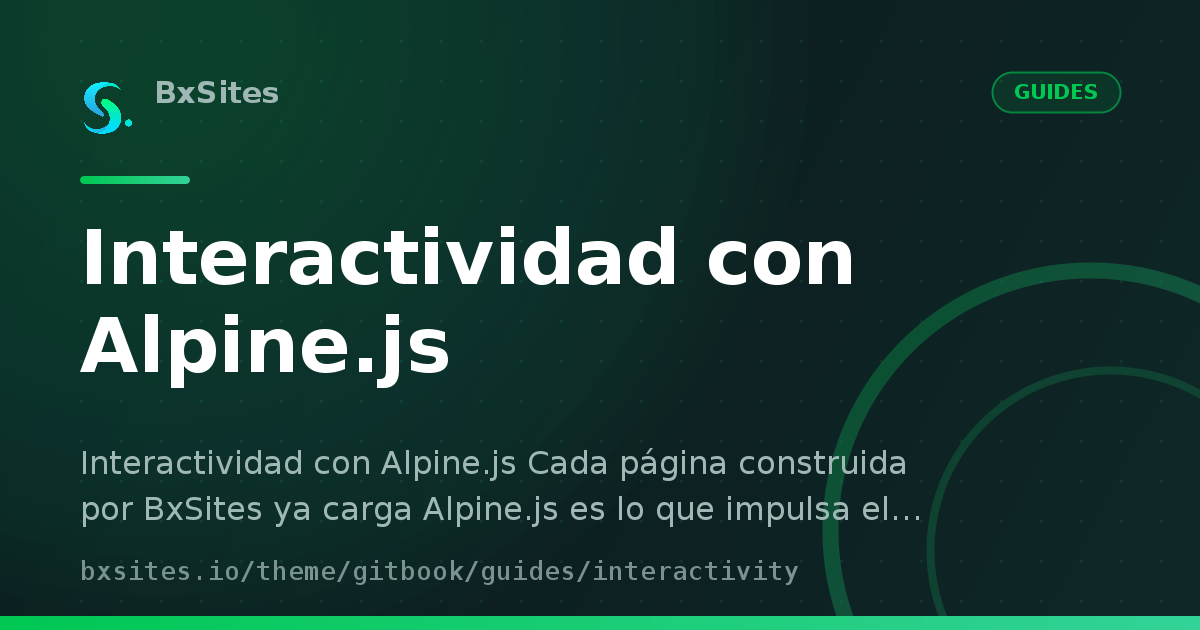 BxSites
GUIDES
Interactividad con
Alpine.js
Interactividad con Alpine.js Cada página construida
por BxSites ya carga Alpine.js es lo que impulsa el…
bxsites.io/theme/gitbook/guides/interactivity